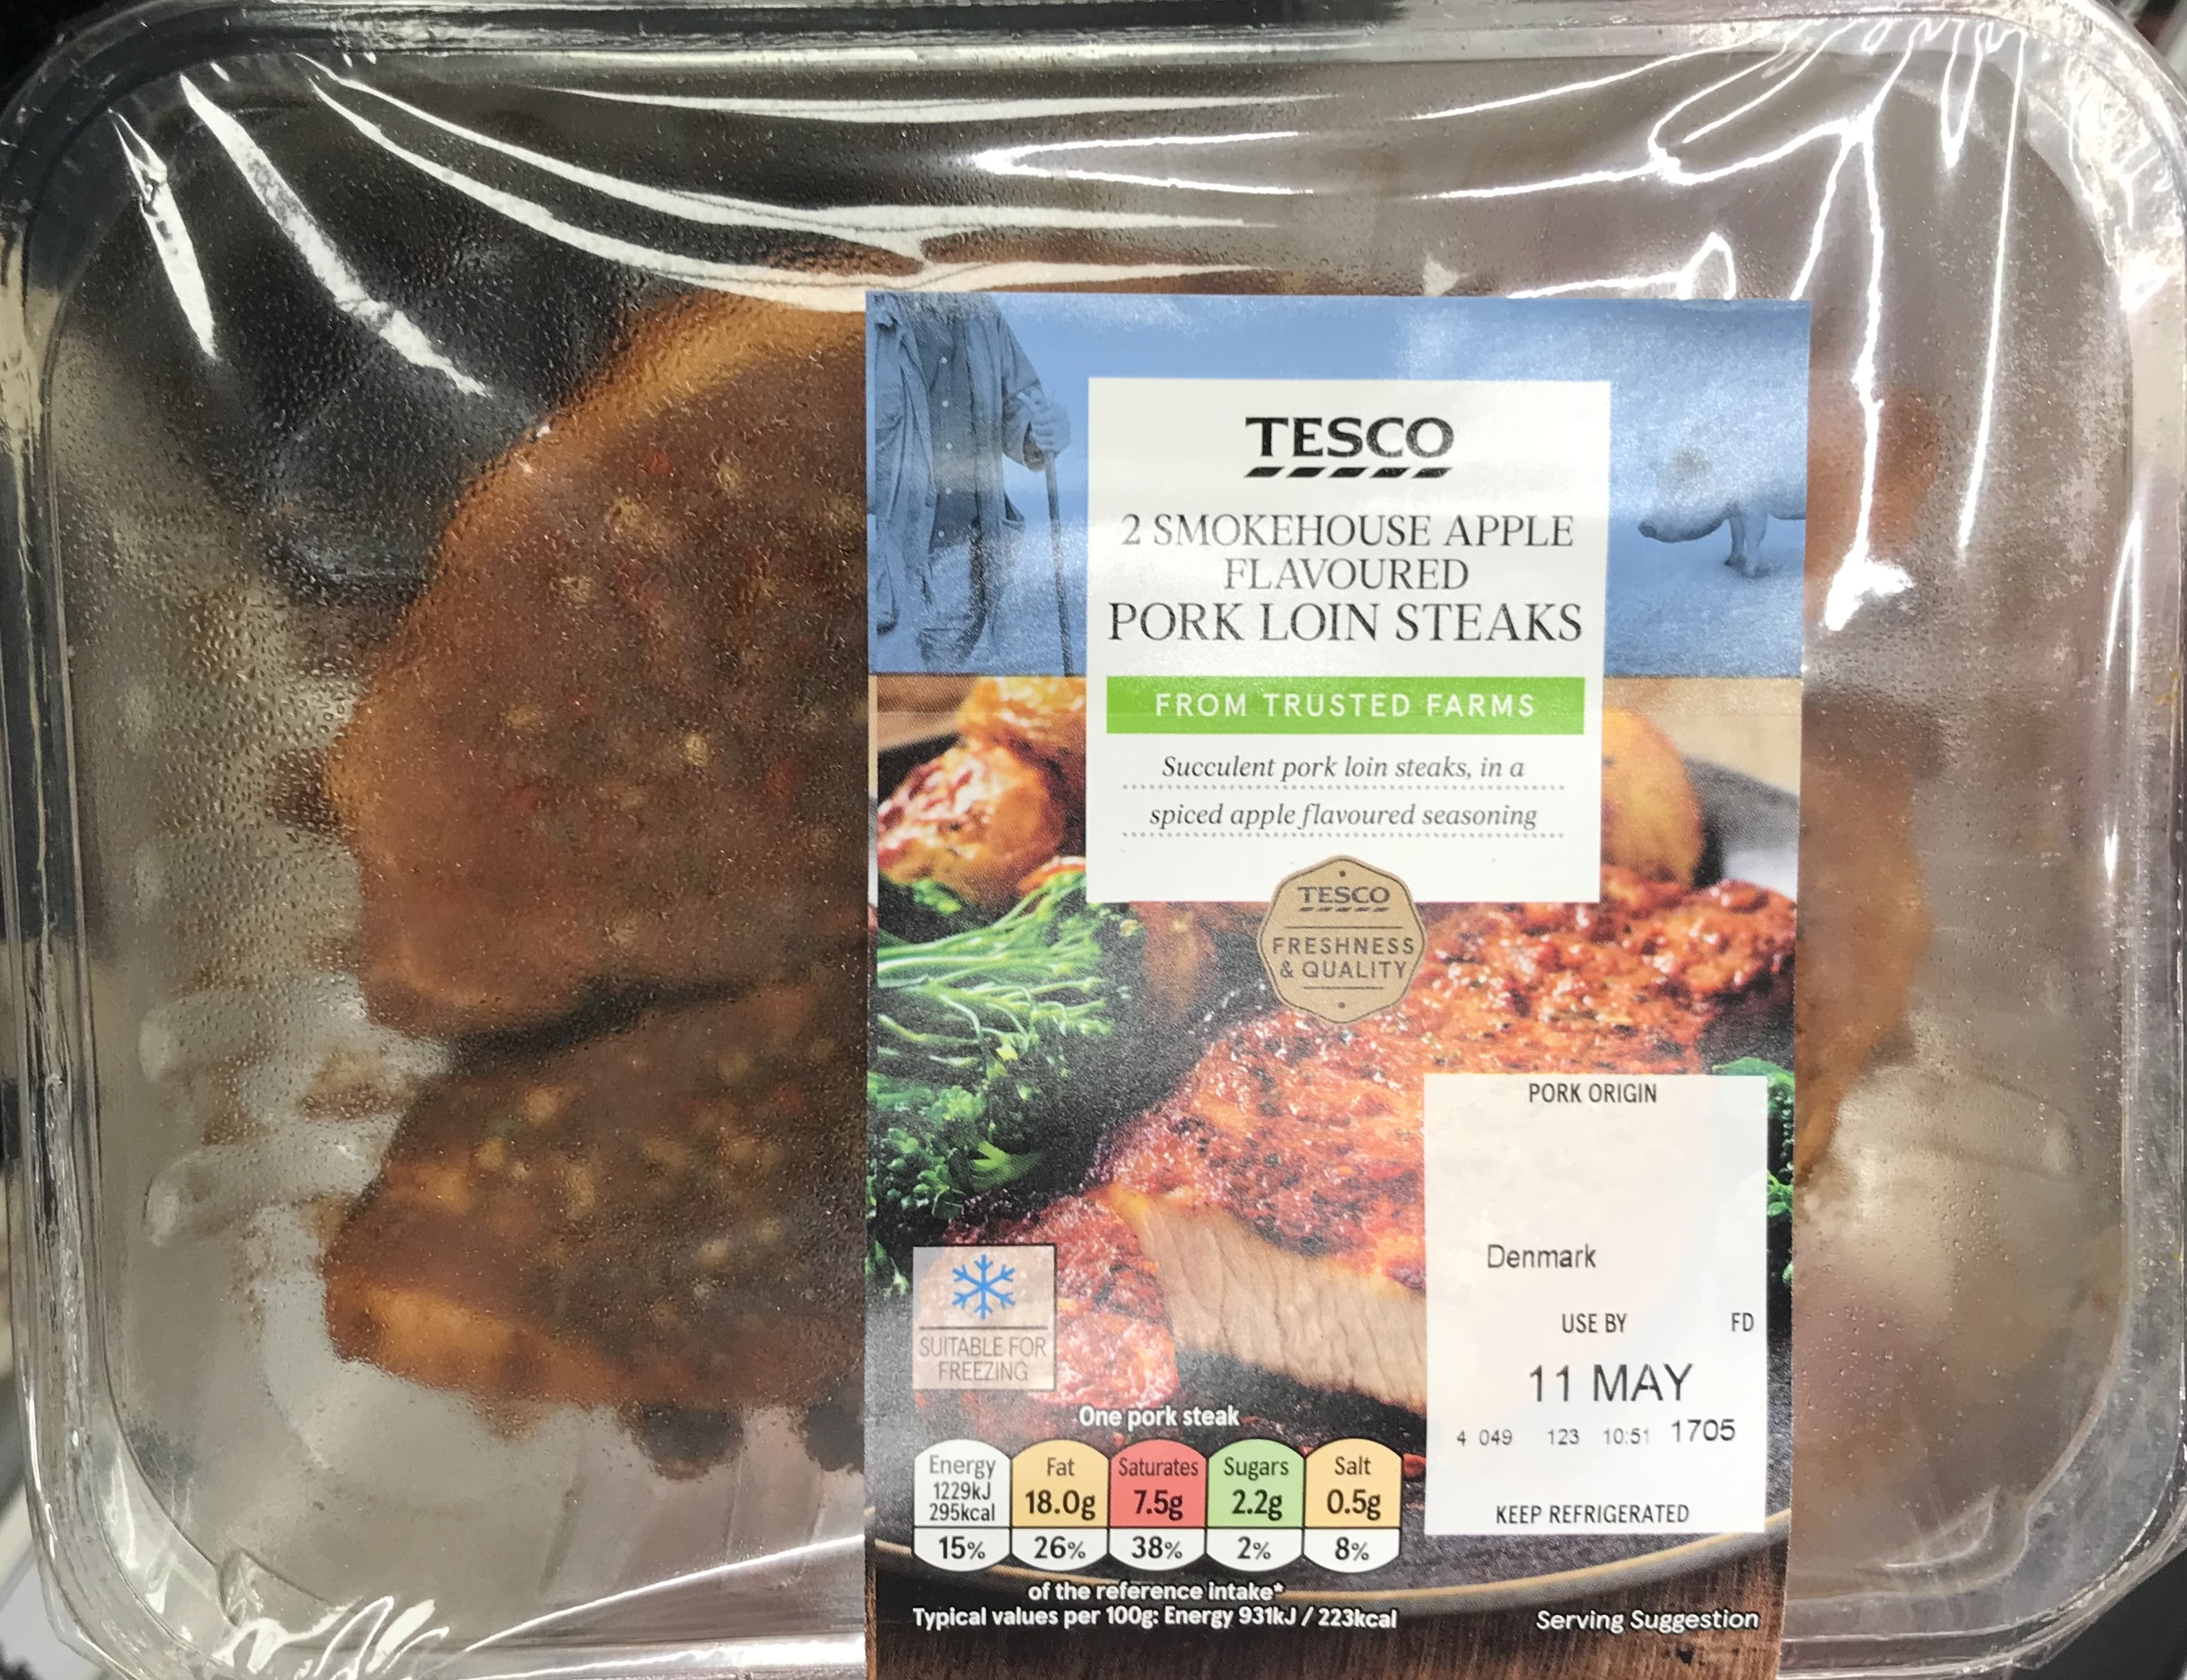 TESCO
2 SMOKEHOUSE APPLE
FLAVOURED
PORK LOIN STEAKS
FROM TRUSTED FARMS
Succulent pork loin steaks, in a
spiced apple flavoured seasoning
TESCO
FRESHNESS
& QUALITY
PORK ORIGIN
Denmark
USE BY FD
11 MAY
4 049 123 10:51 1705
KEEP REFRIGERATED
SUITABLE FOR
FREEZING
One pork steak
Energy Fat Saturates Sugars Salt
1229kJ
295kcal 18.0g 7.5g 2.2g 0.5g
15% 26% 38% 2% 8%
of the reference intake*
Typical values per 100g: Energy 931kJ / 223kcal
Serving Suggestion